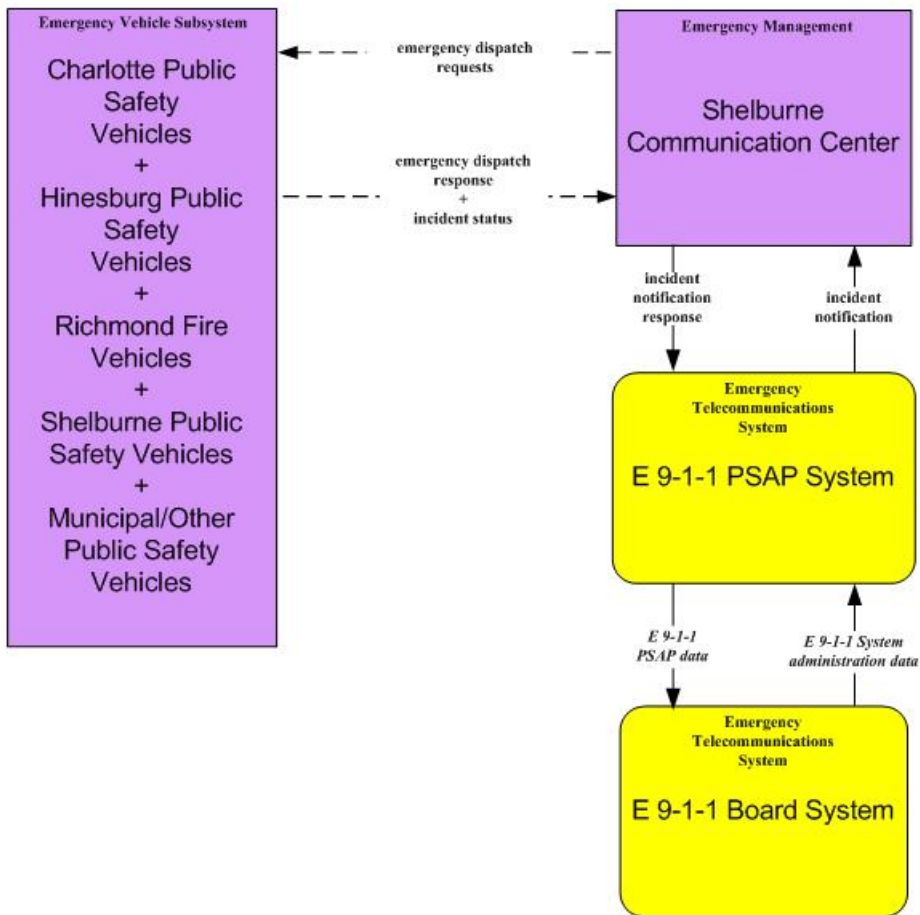 Emergency Vehicle Subsystem
Charlotte Public
Safety
Vehicles
+
Hinesburg Public
Safety
Vehicles
+
Richmond Fire
Vehicles
+
Shelburne Public
Safety Vehicles
+
Municipal/Other
Public Safety
Vehicles
emergency dispatch
requests
emergency dispatch
response
+
incident status
Emergency Management
Shelburne
Communication Center
incident
notification
response
incident
notification
Emergency
Telecommunications
System
E 9-1-1 PSAP System
E 9-1-1
PSAP data
E 9-1-1 System
administration data
Emergency
Telecommunications
System
E 9-1-1 Board System